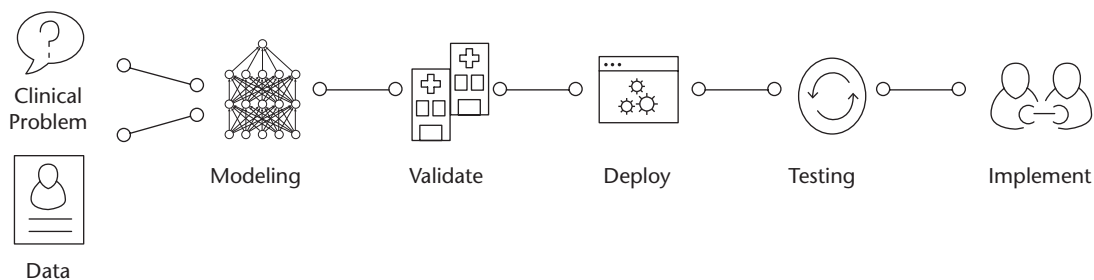 Clinical
Problem
Data
Modeling
Validate
Deploy
Testing
Implement